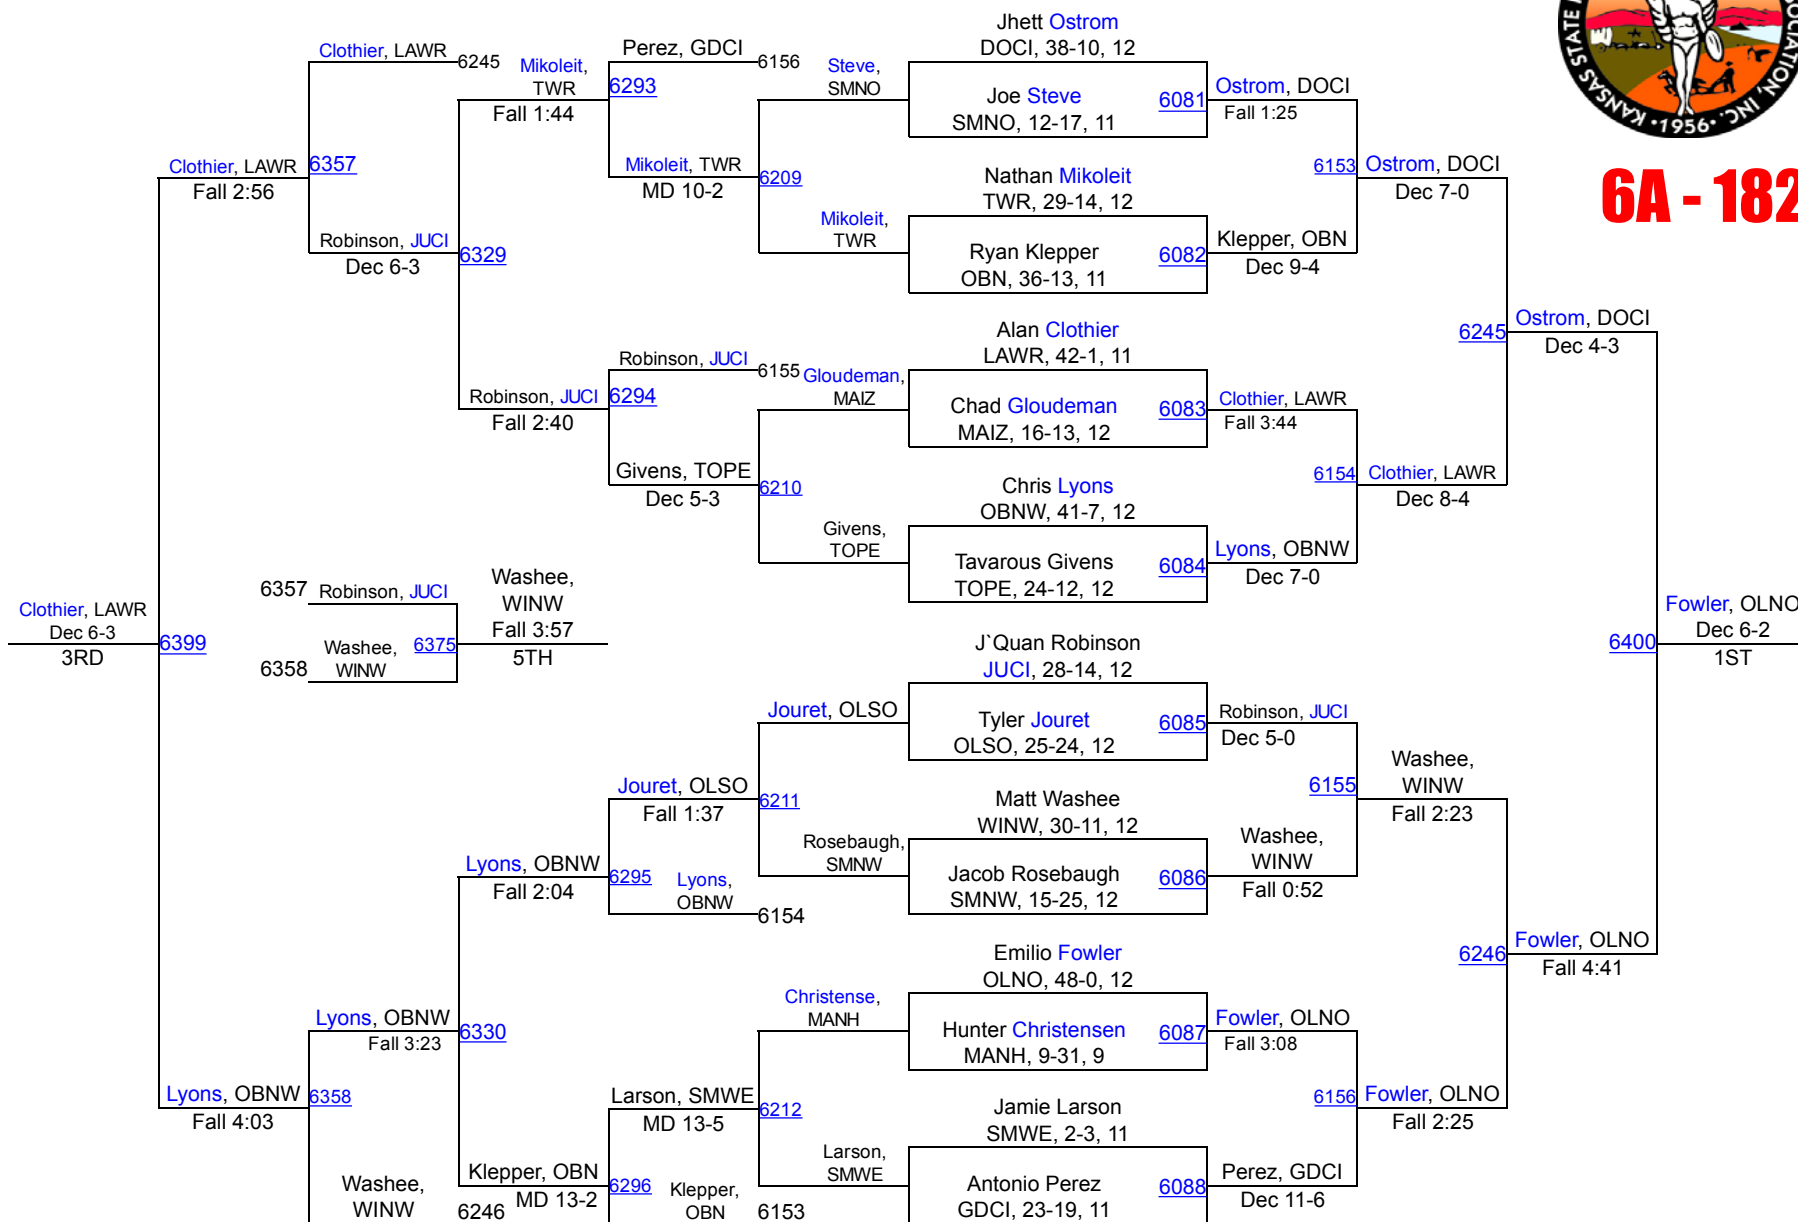 Jhett Ostrom
DOCI, 38-10, 12
Clothier, LAWR
6245
Mikoleit,
TWR
Fall 1:44
Perez, GDCI
6156
6293
Steve,
SMNO
Joe Steve
SMNO, 12-17, 11
6081
Ostrom, DOCI
Fall 1:25
KANSAS STATE
CIATION, INC.
•1956•
Clothier, LAWR
Fall 2:56
6357
Mikoleit, TWR
MD 10-2
6209
Nathan Mikoleit
TWR, 29-14, 12
6153
Ostrom, DOCI
Dec 7-0
6A - 182
Robinson, JUCI
Dec 6-3
6329
Mikoleit,
TWR
Ryan Klepper
OBN, 36-13, 11
6082
Klepper, OBN
Dec 9-4
Alan Clothier
LAWR, 42-1, 11
6245
Ostrom, DOCI
Dec 4-3
Robinson, JUCI
6155
Robinson, JUCI
Fall 2:40
6294
Gloudeman,
MAIZ
Chad Gloudeman
MAIZ, 16-13, 12
6083
Clothier, LAWR
Fall 3:44
Givens, TOPE
Dec 5-3
6210
Chris Lyons
OBNW, 41-7, 12
6154
Clothier, LAWR
Dec 8-4
Givens,
TOPE
Tavarous Givens
TOPE, 24-12, 12
6084
Lyons, OBNW
Dec 7-0
Clothier, LAWR
Dec 6-3
3RD
6399
6357
Robinson, JUCI
6358
Washee,
WINW
6375
Washee,
WINW
Fall 3:57
5TH
J`Quan Robinson
JUCI, 28-14, 12
6400
Fowler, OLNO
Dec 6-2
1ST
Jouret, OLSO
Tyler Jouret
OLSO, 25-24, 12
6085
Robinson, JUCI
Dec 5-0
Jouret, OLSO
Fall 1:37
6211
Matt Washee
WINW, 30-11, 12
6155
Washee,
WINW
Fall 2:23
Lyons, OBNW
Fall 2:04
6295
Lyons,
OBNW
6154
Rosebaugh,
SMNW
Jacob Rosebaugh
SMNW, 15-25, 12
6086
Washee,
WINW
Fall 0:52
Emilio Fowler
OLNO, 48-0, 12
6246
Fowler, OLNO
Fall 4:41
Lyons, OBNW
Fall 3:23
6330
Christense,
MANH
Hunter Christensen
MANH, 9-31, 9
6087
Fowler, OLNO
Fall 3:08
Lyons, OBNW
Fall 4:03
6358
Larson, SMWE
MD 13-5
6212
Jamie Larson
SMWE, 2-3, 11
6156
Fowler, OLNO
Fall 2:25
Washee,
WINW
6246
Klepper, OBN
MD 13-2
6296
Klepper,
OBN
6153
Larson,
SMWE
Antonio Perez
GDCI, 23-19, 11
6088
Perez, GDCI
Dec 11-6